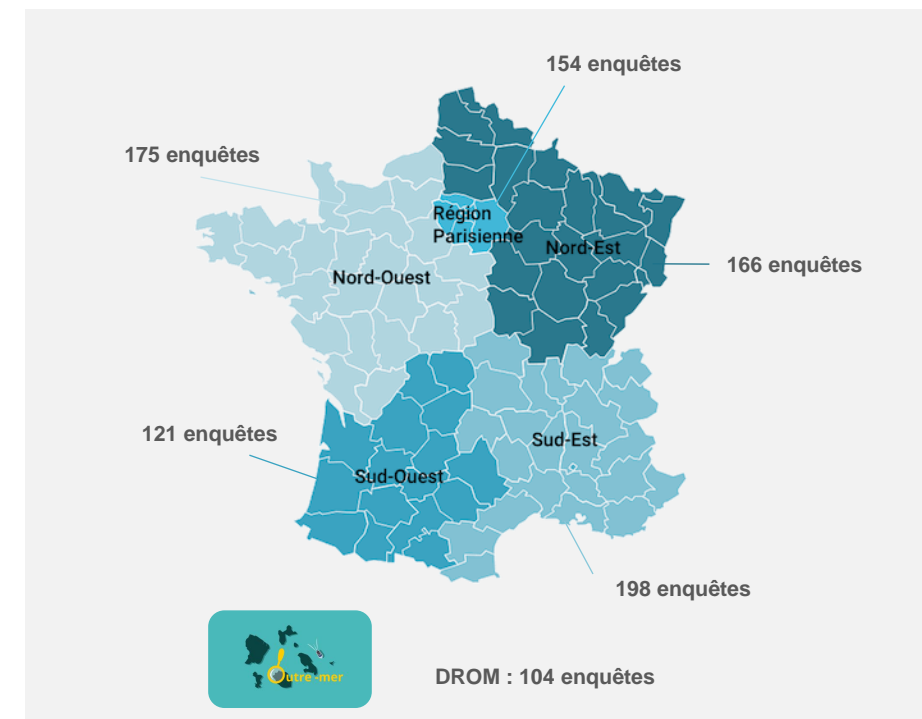 154 enquêtes
175 enquêtes
Région
Parisienne
Nord-Est
166 enquêtes
Nord-Ouest
121 enquêtes
Sud-Est
Sud-Ouest
198 enquêtes
Outre-mer
DROM : 104 enquêtes